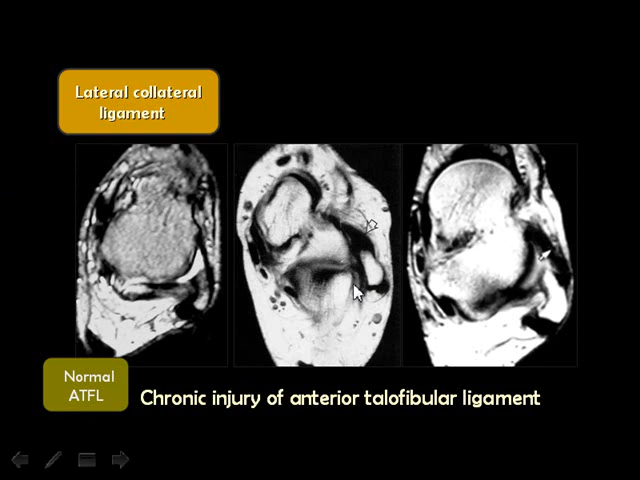 Lateral collateral
ligament
Normal
ATFL
Chronic injury of anterior talofibular ligament